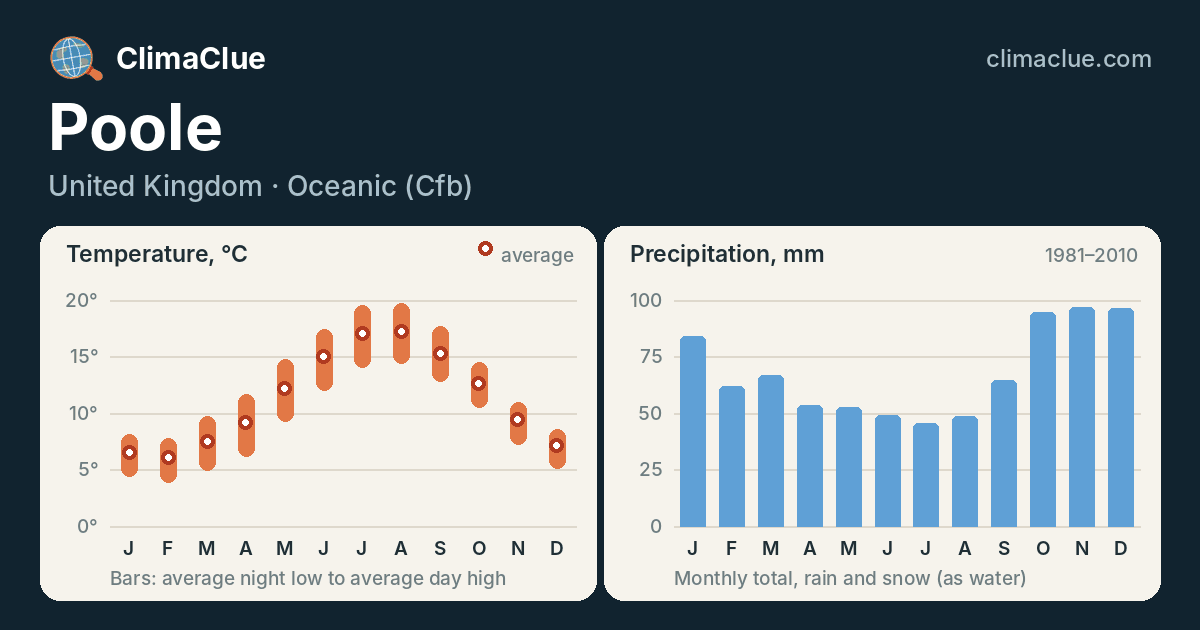 ClimaClue
climaclue.com
Poole
United Kingdom · Oceanic (Cfb)
Temperature, °C
average
20°
15°
10°
5°
0°
J F M A M J J A S O N D
Bars: average night low to average day high
Precipitation, mm
1981–2010
100
75
50
25
0
J F M A M J J A S O N D
Monthly total, rain and snow (as water)